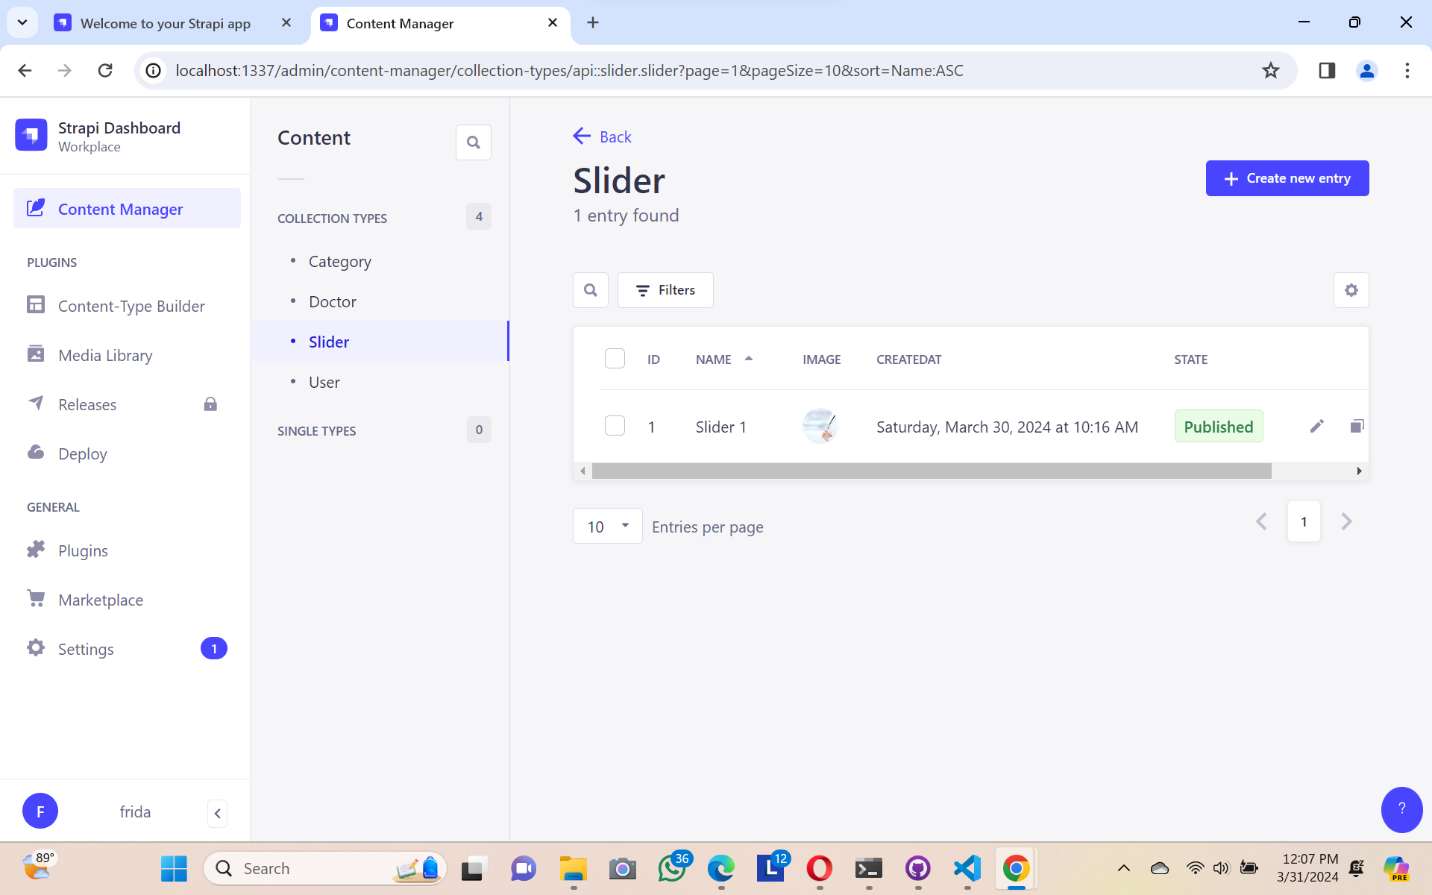 Welcome to your Strapi app
Content Manager
localhost:1337/admin/content-manager/collection-types/api::slider.slider?page=1&pageSize=10&sort=Name:ASC
Strapi Dashboard
Workplace
Content Manager
PLUGINS
Content-Type Builder
Media Library
Releases
Deploy
GENERAL
Plugins
Marketplace
Settings
1
F
frida
Content
COLLECTION TYPES
4
Category
Doctor
Slider
User
SINGLE TYPES
0
Back
Slider
1 entry found
Create new entry
Filters
ID NAME IMAGE CREATEDAT STATE
1 Slider 1 Saturday, March 30, 2024 at 10:16 AM Published
10 Entries per page
1
?
89°
Search
36
12
L
12:07 PM
3/31/2024
PRE